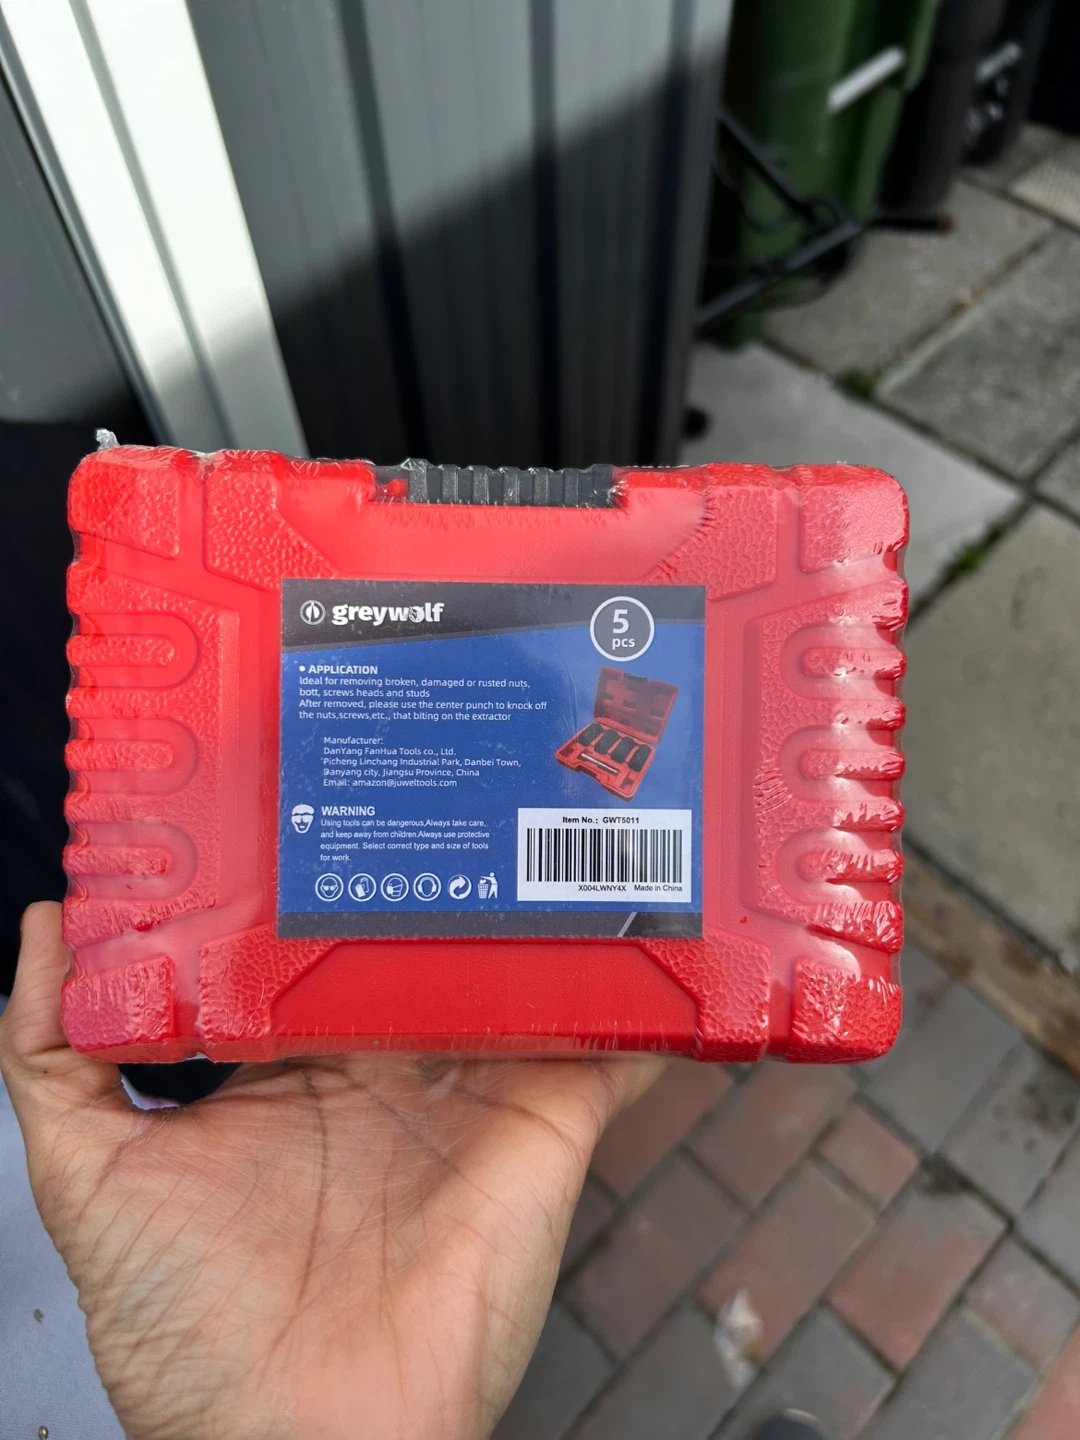 greywolf
5
pcs
• APPLICATION
Ideal for removing broken, damaged or rusted nuts,
bott, screws heads and studs
After removed, please use the center punch to knock off
the nuts,screws,etc., that biting on the extractor
Manufacturer:
DanYang FanHua Tools co., Ltd.
Picheng Linchang Industrial Park, Danbei Town,
Danyang city, Jiangsu Province, China
Email: amazon@juweltools.com
WARNING
Using tools can be dangerous,Always take care,
and keep away from children.Always use protective
equipment. Select correct type and size of tools
for work.
Item No.: GWT5011
X004LWNY4X Made in China